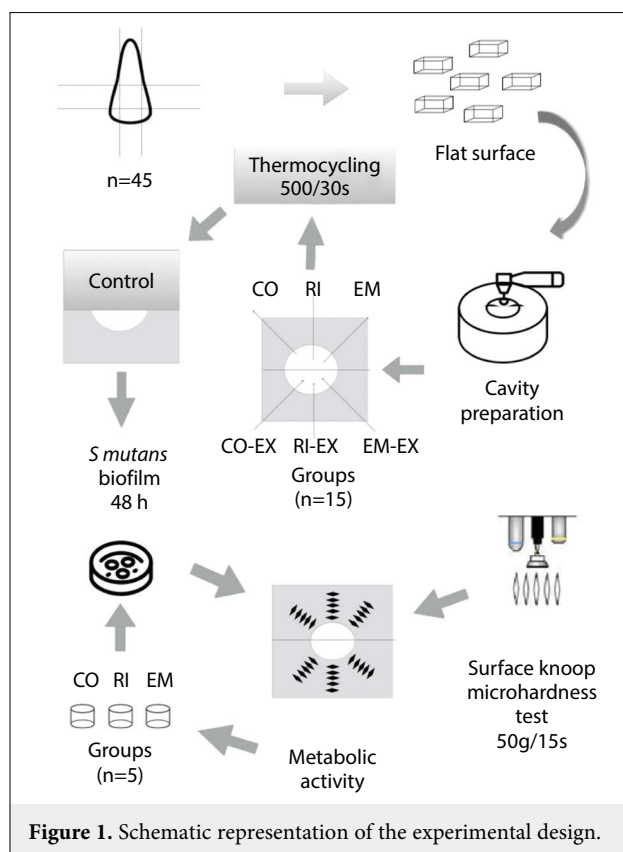 n=45
Flat surface
Thermocycling
500/30s
Control
CO RI EM
Cavity
preparation
CO-EX RI-EX EM-EX
Groups
(n=15)
S mutans
biofilm
48 h
CO RI EM
Groups
(n=5)
Metabolic
activity
Surface knoop
microhardness
test
50g/15s
Figure 1. Schematic representation of the experimental design.